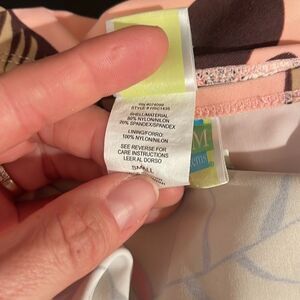 SHELL/MATERIAL
80% NYLON/NILON
20% SPANDEX/SPANDEX
LINING/FORRO:
100% NYLON/NILON
SEE REVERSE FOR
CARE INSTRUCTIONS
LEER AL DORSO
SMALL
M